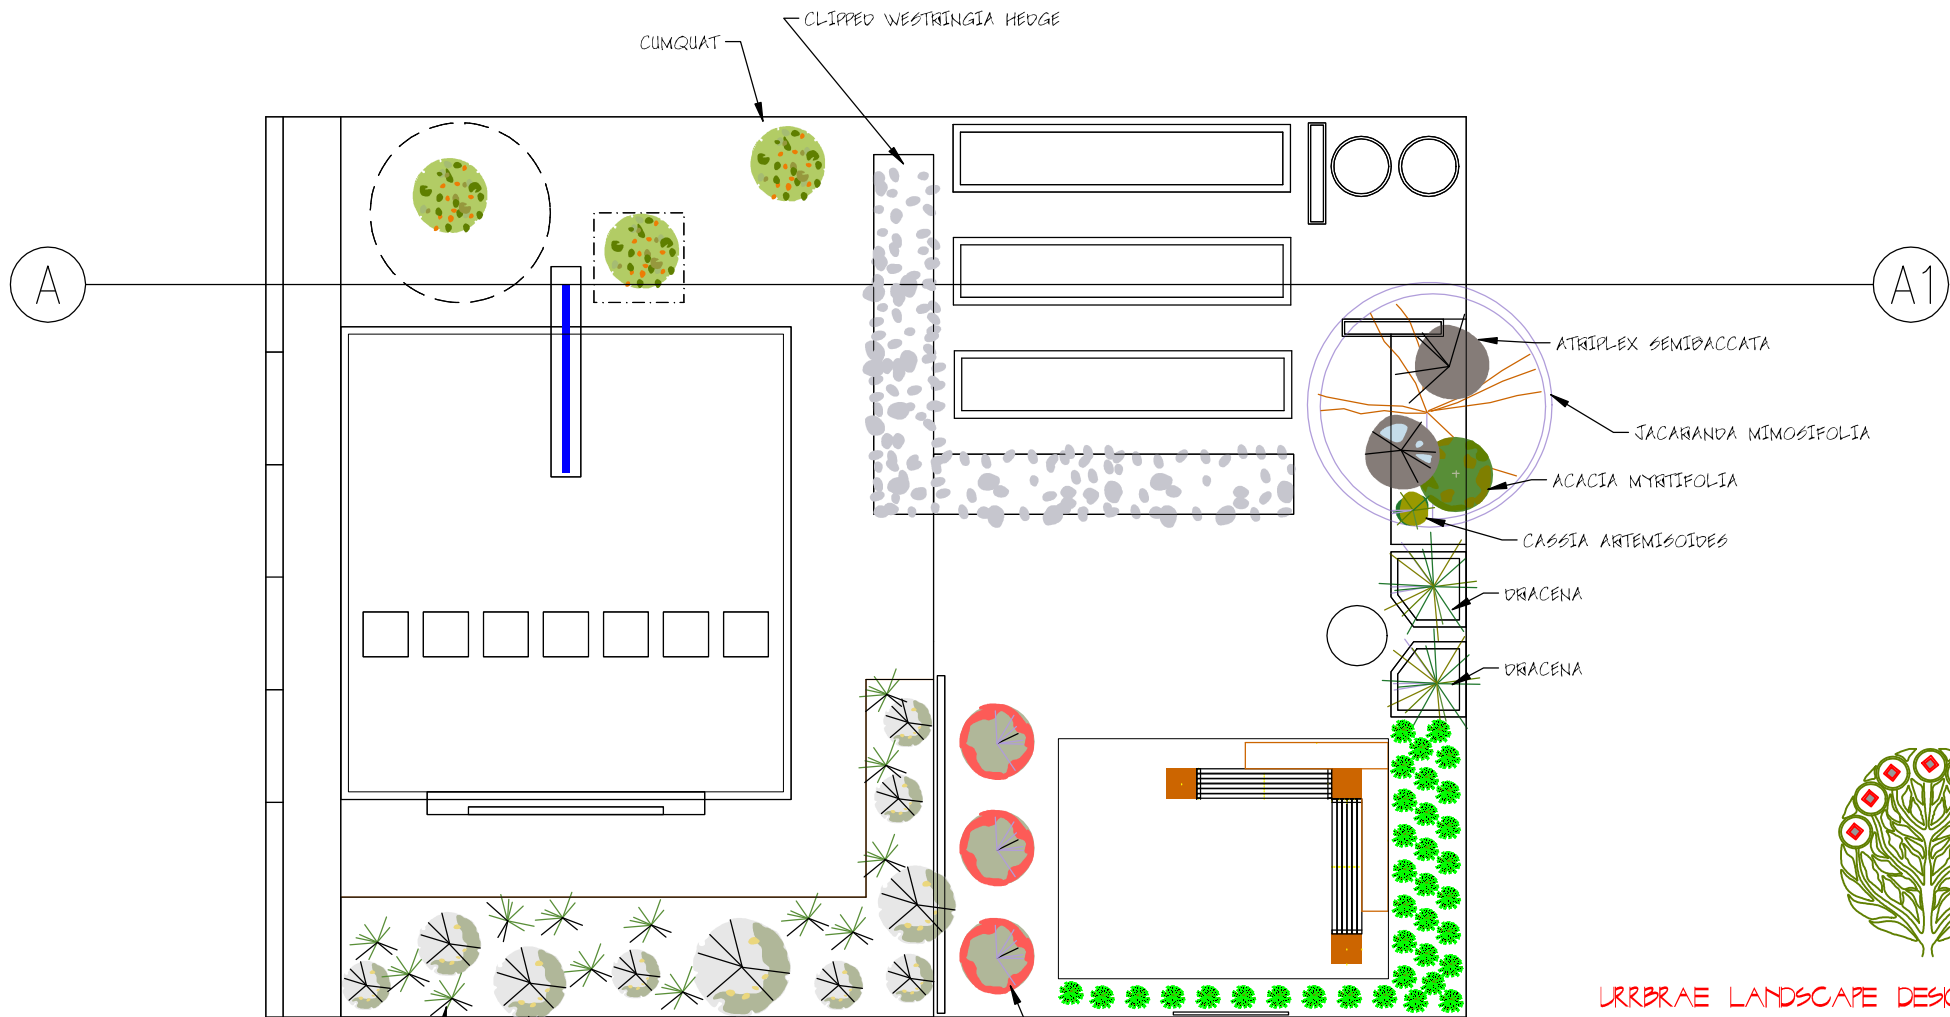 CLIPPED WESTRINGIA HEDGE
CUMQUAT
A
A1
ATRIPLEX SEMIBACCATA
JACARANDA MIMOSIFOLIA
ACACIA MYRTIFOLIA
CASSIA ARTEMISOIDES
DRACENA
DRACENA
URRBRAE LANDSCAPE